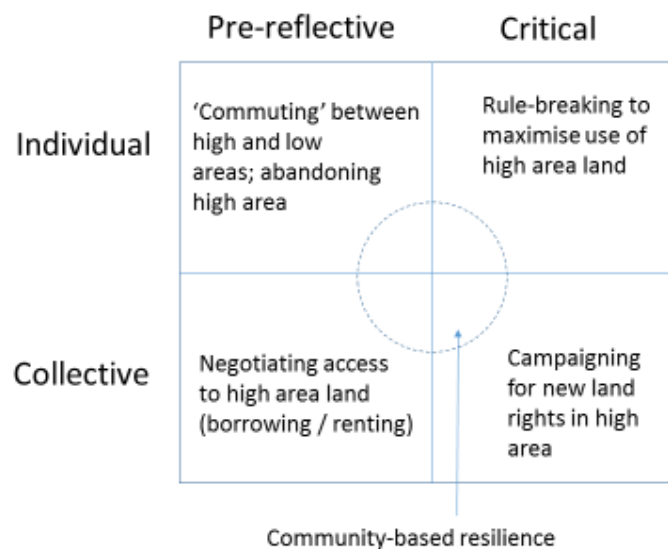 Pre-reflective
Critical
Individual
‘Commuting’ between
high and low
areas; abandoning
high area
Rule-breaking to
maximise use of
high area land
Collective
Negotiating access
to high area land
(borrowing / renting)
Campaigning
for new land
rights in high
area
Community-based resilience